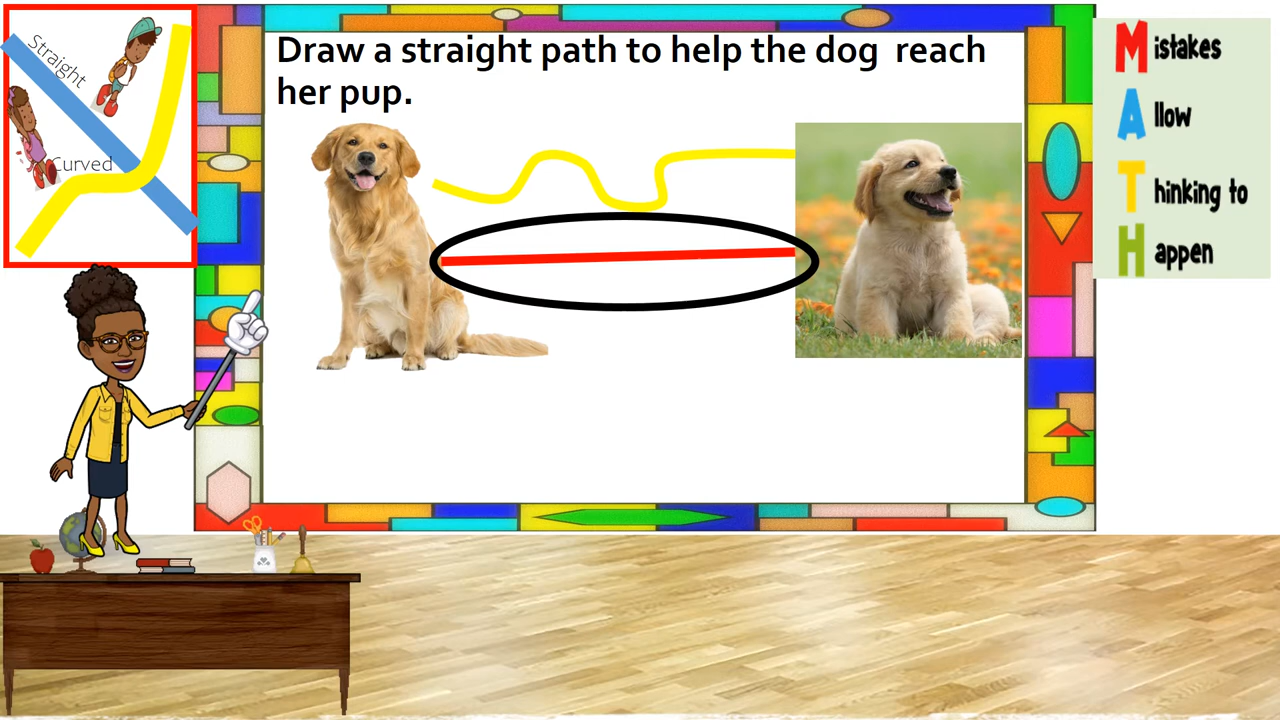 Straight
Curved
Draw a straight path to help the dog  reach
her pup.
Mistakes
Allow
Thinking to
Happen